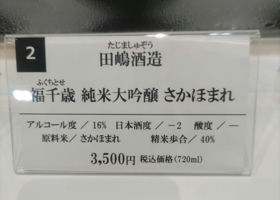 2
たじましゅぞう
田嶋酒造
ふくちとせ
福千歳 純米大吟醸 さかほまれ
アルコール度／16% 日本酒度／−2 酸度／―
原料米／さかほまれ 精米歩合／40%
3,500円 税込価格(720ml)